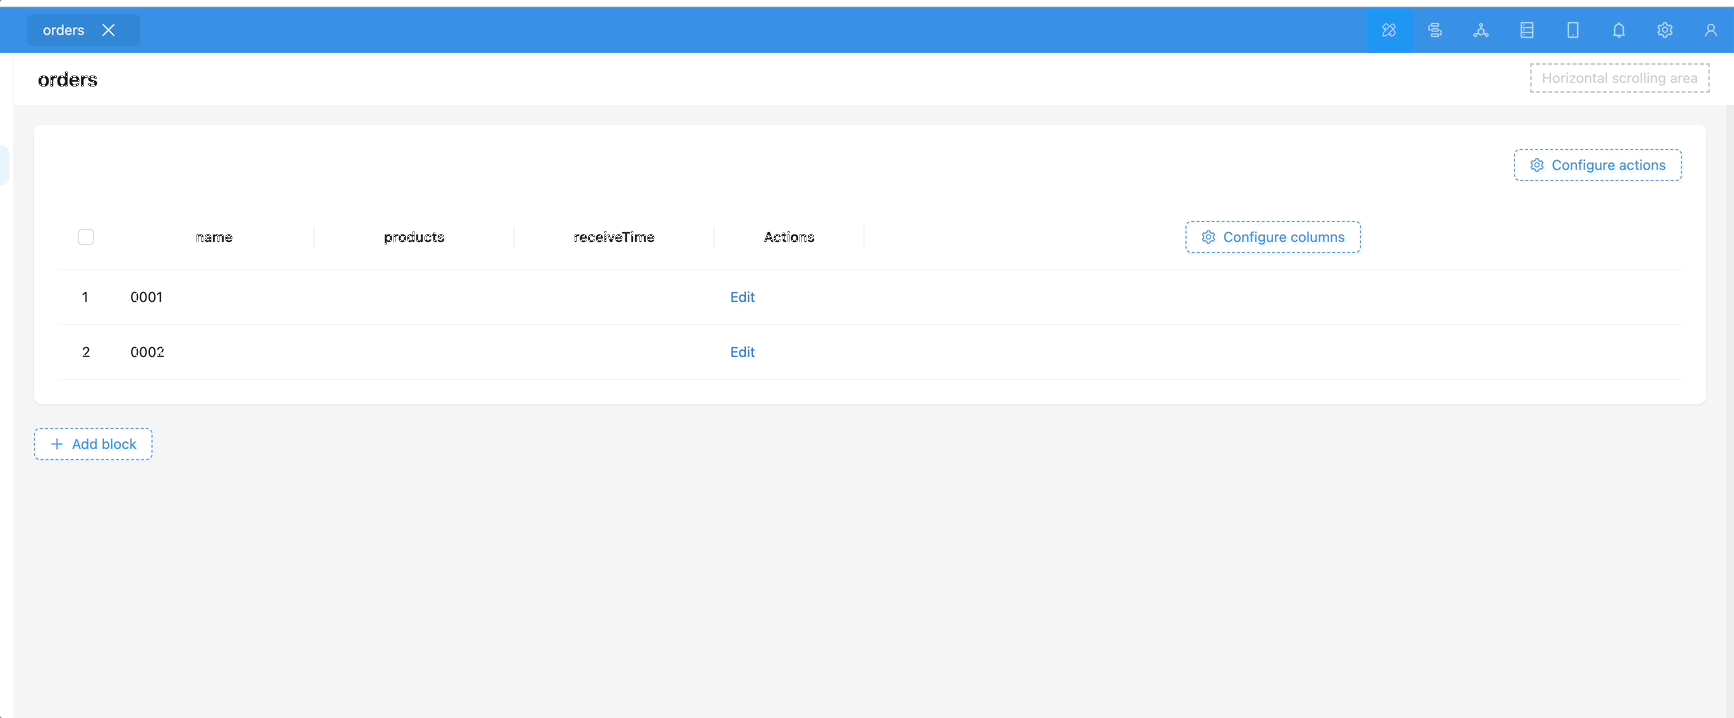 orders
orders
Horizontal scrolling area
Configure actions
name products receiveTime Actions Configure columns
1 0001 Edit
2 0002 Edit
Add block